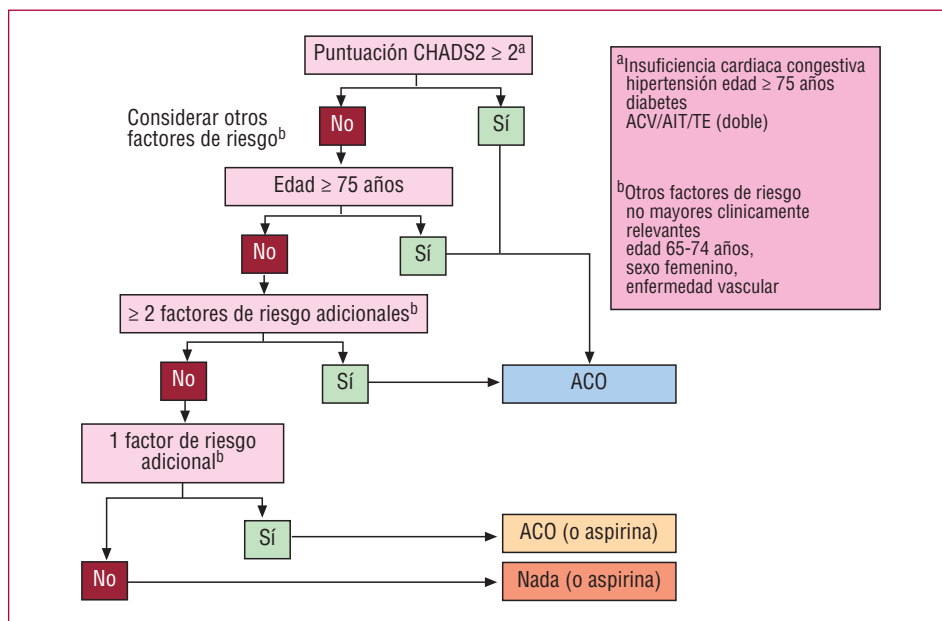 Puntuación CHADS2 ≥ 2a
No
Sí
Considerar otros
factores de riesgob
Edad ≥ 75 años
No
Sí
≥ 2 factores de riesgo adicionalesb
No
Sí
ACO
1 factor de riesgo
adicionalb
Sí
ACO (o aspirina)
No
Nada (o aspirina)
aInsuficiencia cardiaca congestiva
hipertensión edad ≥ 75 años
diabetes
ACV/AIT/TE (doble)
bOtros factores de riesgo
no mayores clinicamente
relevantes
edad 65-74 años,
sexo femenino,
enfermedad vascular